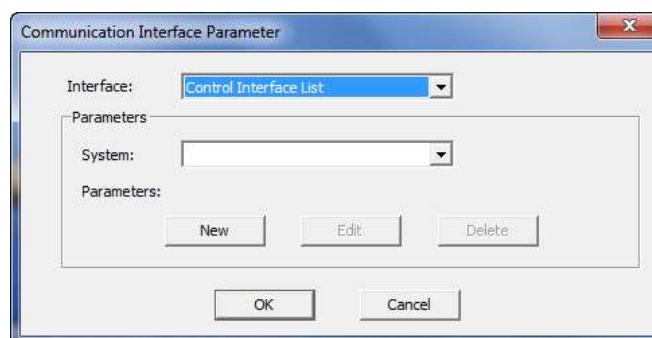 Communication Interface Parameter
Interface: Control Interface List
Parameters
System:
Parameters:
New Edit Delete
OK Cancel